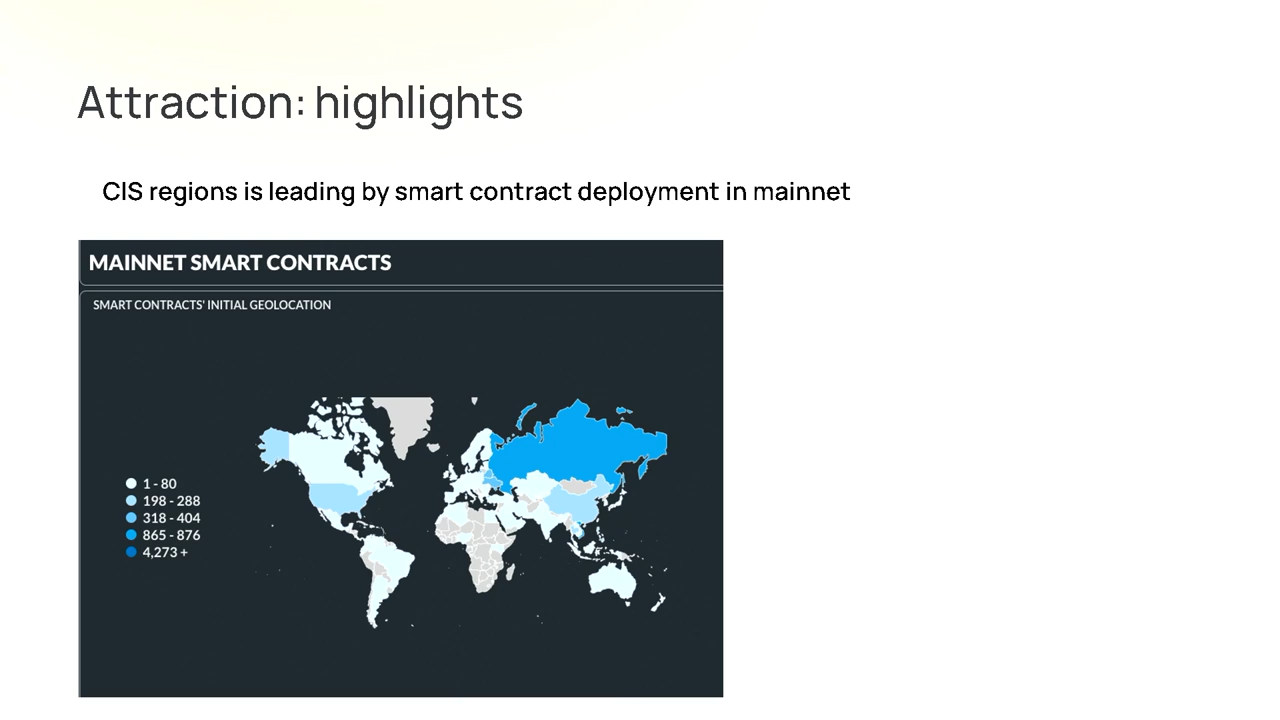 Attraction: highlights
CIS regions is leading by smart contract deployment in mainnet
MAINNET SMART CONTRACTS
SMART CONTRACTS' INITIAL GEOLOCATION
1 - 80
198 - 288
318 - 404
865 - 876
4,273 +